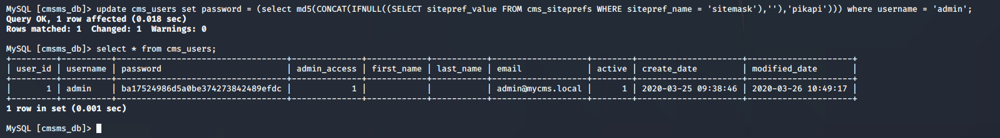 MySQL [cmsms_db]> update cms_users set password = (select md5(CONCAT(IFNULL((SELECT sitepref_value FROM cms_siteprefs WHERE sitepref_name = 'sitemask'),''),'pikapi'))) where username = 'admin';
Query OK, 1 row affected (0.018 sec)
Rows matched: 1  Changed: 1  Warnings: 0

MySQL [cmsms_db]> select * from cms_users;
+---------+----------+----------------------------------+--------------+------------+-----------+-------------------+--------+---------------------+---------------------+
| user_id | username | password                         | admin_access | first_name | last_name | email             | active | create_date         | modified_date       |
+---------+----------+----------------------------------+--------------+------------+-----------+-------------------+--------+---------------------+---------------------+
|       1 | admin    | ba17524986d5a0be374273842489efdc |            1 |            |           | admin@mycms.local |      1 | 2020-03-25 09:38:46 | 2020-03-26 10:49:17 |
+---------+----------+----------------------------------+--------------+------------+-----------+-------------------+--------+---------------------+---------------------+
1 row in set (0.001 sec)

MySQL [cmsms_db]>